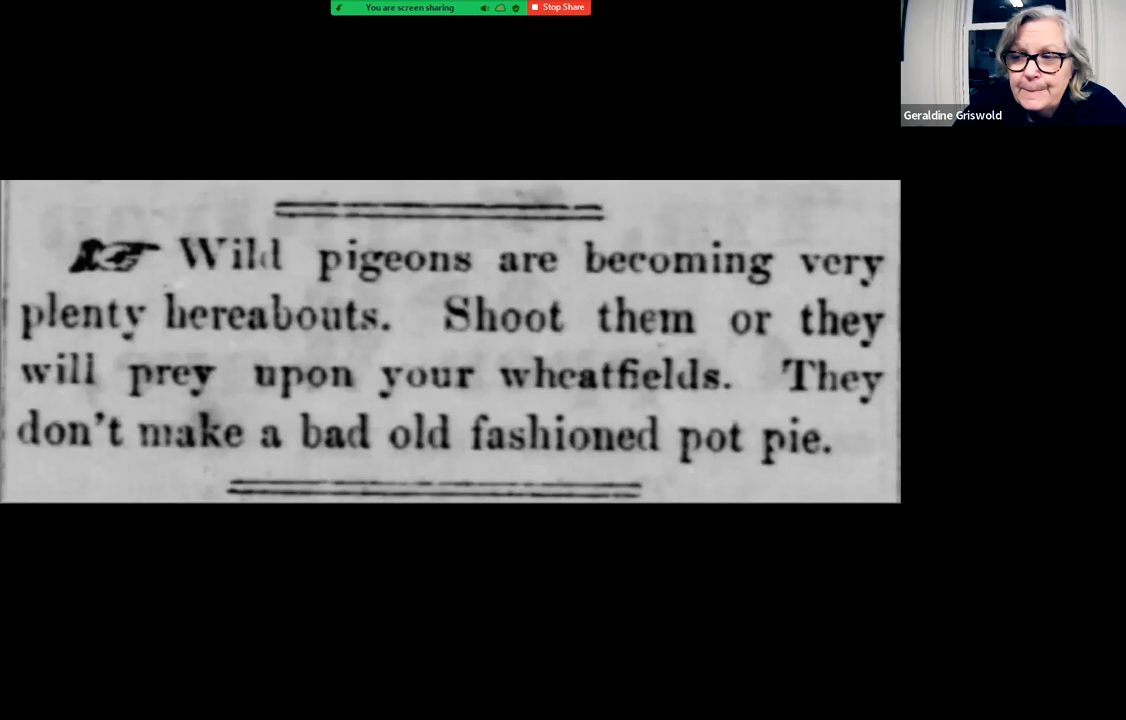 You are screen sharing
Stop Share
Geraldine Griswold
☞ Wild pigeons are becoming very
plenty hereabouts. Shoot them or they
will prey upon your wheatfields. They
don't make a bad old fashioned pot pie.